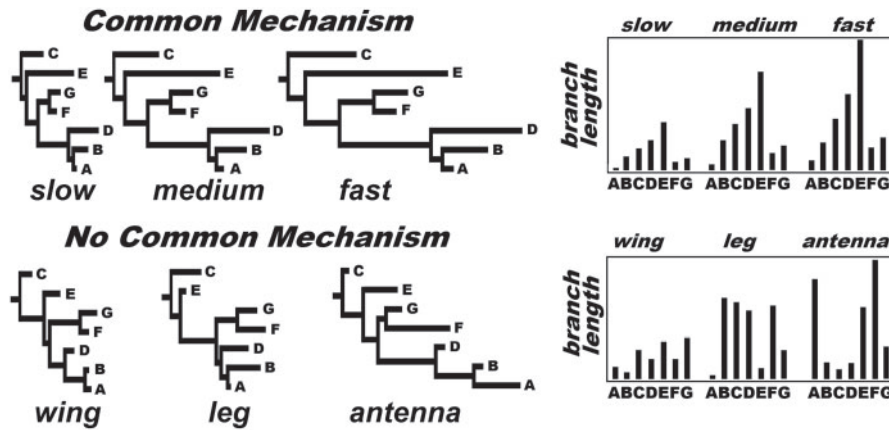 Common Mechanism
C
E
G
F
D
B
A
slow
C
E
G
F
D
B
A
medium
C
E
G
F
D
B
A
fast
slow medium fast
branch
length
ABCDEFG ABCDEFG ABCDEFG
No Common Mechanism
C
E
G
F
D
B
A
wing
C
E
G
F
D
B
A
leg
C
E
G
F
D
B
A
antenna
wing leg antenna
branch
length
ABCDEFG ABCDEFG ABCDEFG